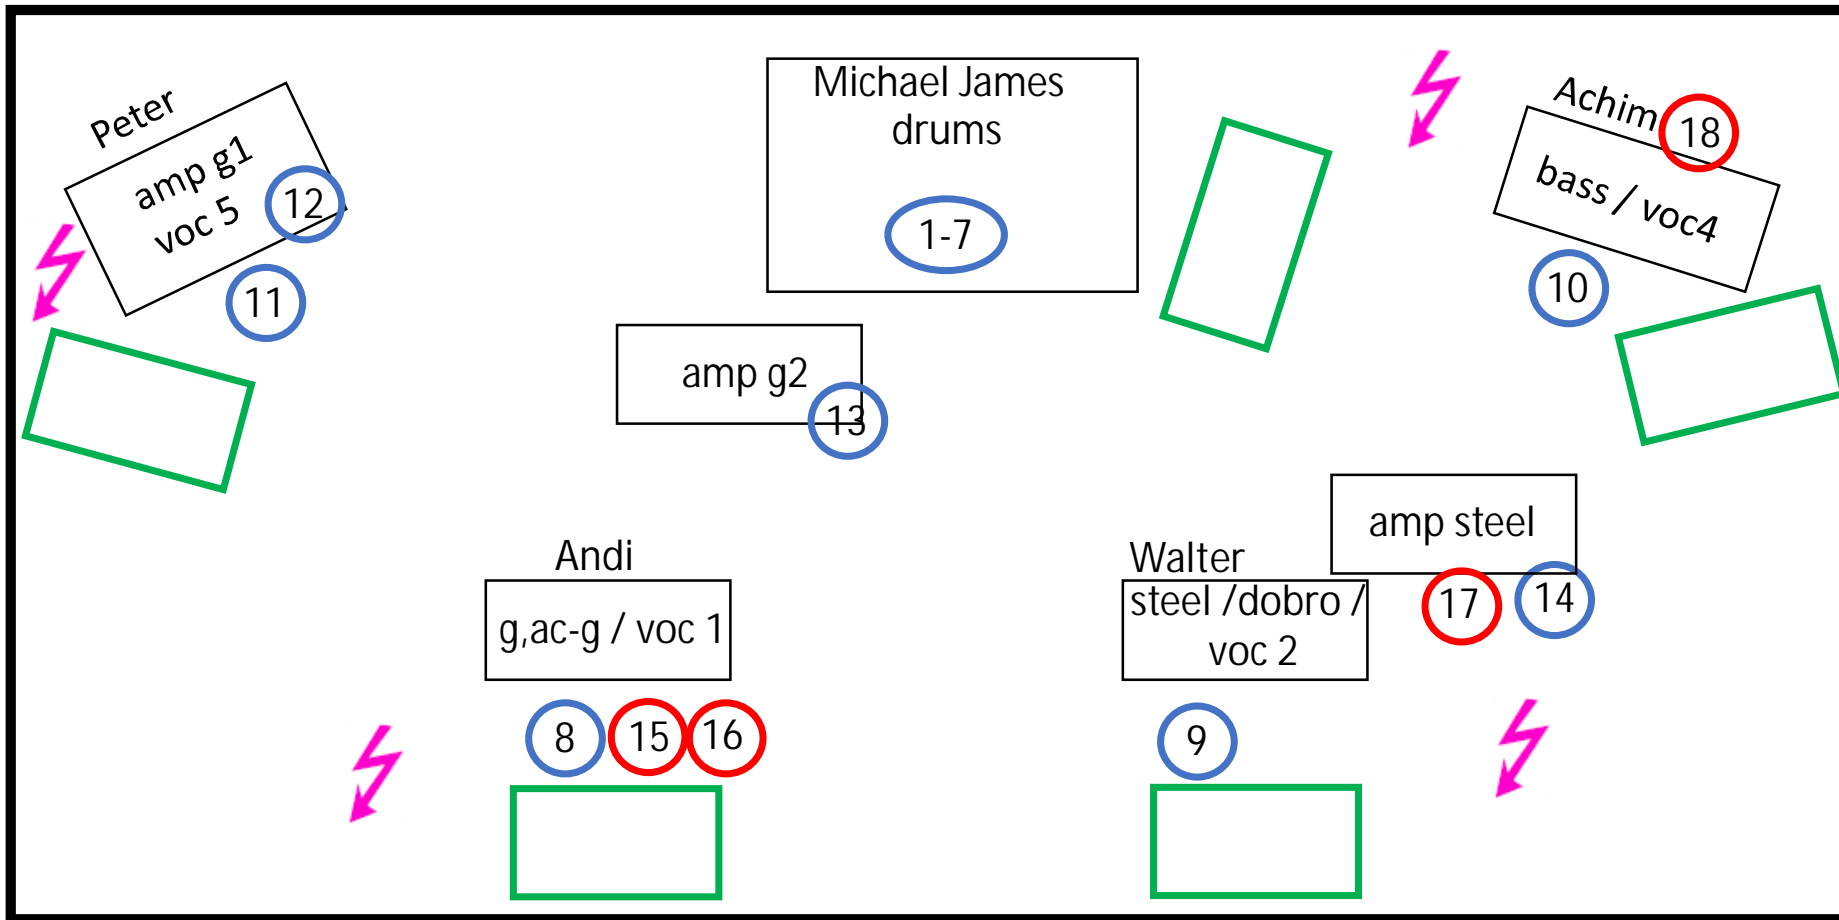 Peter
amp g1
voc 5
12
11
Michael James
drums
1-7
Achim
18
bass / voc4
10
amp g2
13
amp steel
17
14
Andi
g,ac-g / voc 1
8
15
16
Walter
steel /dobro /
voc 2
9